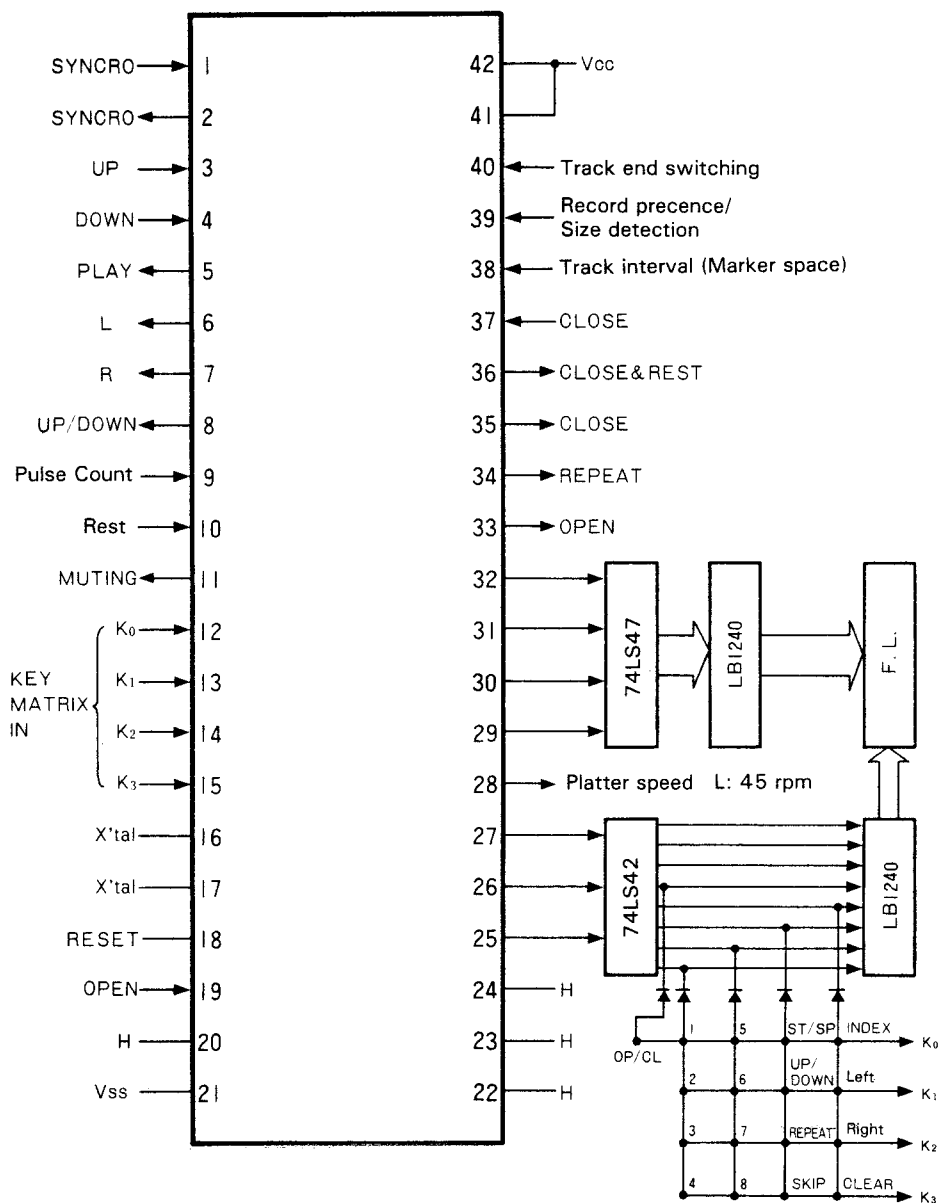 SYNCRO 1
SYNCRO 2
UP 3
DOWN 4
PLAY 5
L 6
R 7
UP/DOWN 8
Pulse Count 9
Rest 10
MUTING 11
KEY
MATRIX
IN
K₀ 12
K₁ 13
K₂ 14
K₃ 15
X'tal 16
X'tal 17
RESET 18
OPEN 19
H 20
Vss 21
42 Vcc
41
40 Track end switching
39 Record precence/
Size detection
38 Track interval (Marker space)
37 CLOSE
36 CLOSE&REST
35 CLOSE
34 REPEAT
33 OPEN
32
31
30
29
74LS47
LB1240
F.L.
28 Platter speed L: 45 rpm
27
26
25
74LS42
LB1240
24 H
23 H
22 H
OP/CL
1 5 ST/SP INDEX K₀
2 6 UP/
DOWN Left K₁
3 7 REPEAT Right K₂
4 8 SKIP CLEAR K₃